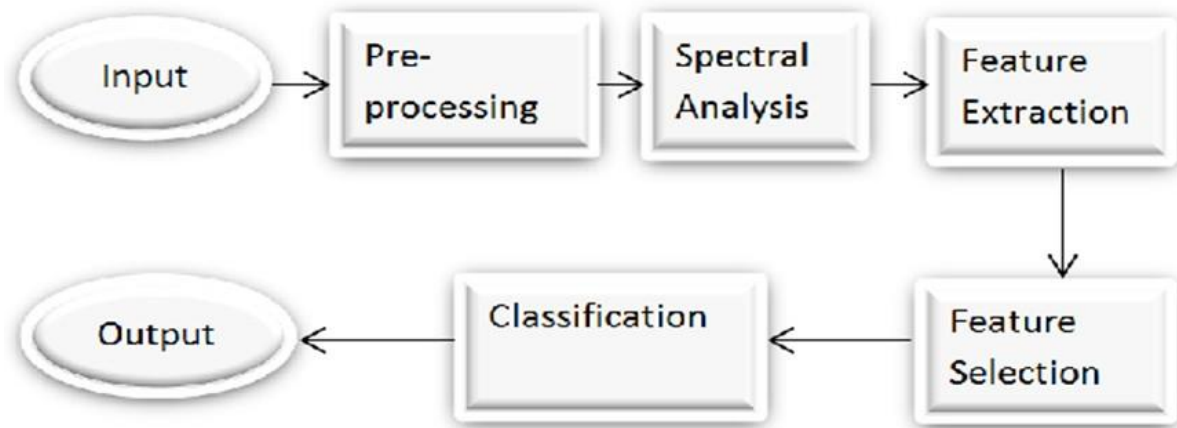 Input
Pre-
processing
Spectral
Analysis
Feature
Extraction
Feature
Selection
Classification
Output